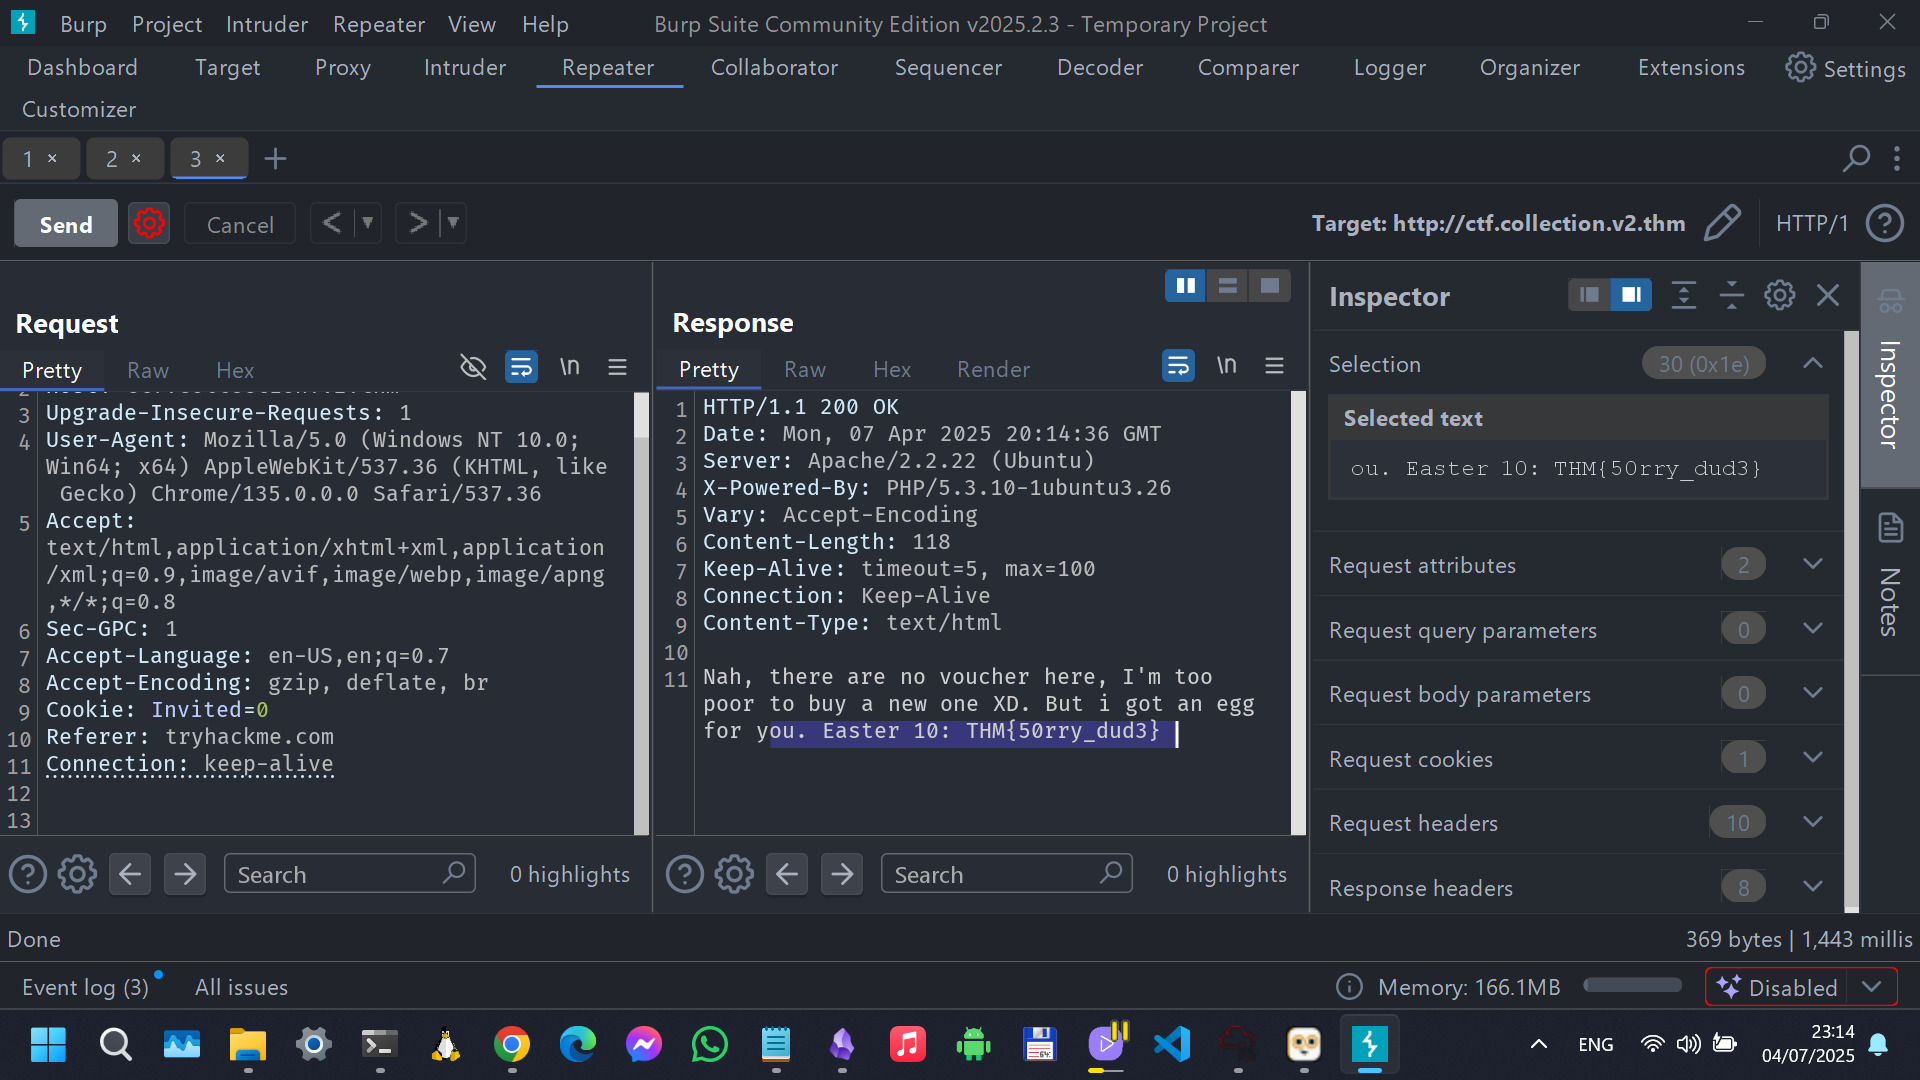 Burp Project Intruder Repeater View Help Burp Suite Community Edition v2025.2.3 - Temporary Project
Dashboard Target Proxy Intruder Repeater Collaborator Sequencer Decoder Comparer Logger Organizer Extensions Settings
Customizer
1 × 2 × 3 × +
Send Cancel < > Target: http://ctf.collection.v2.thm HTTP/1 ?
Request
Pretty Raw Hex \n
3 Upgrade-Insecure-Requests: 1
4 User-Agent: Mozilla/5.0 (Windows NT 10.0;
Win64; x64) AppleWebKit/537.36 (KHTML, like
Gecko) Chrome/135.0.0.0 Safari/537.36
5 Accept:
text/html,application/xhtml+xml,application
/xml;q=0.9,image/avif,image/webp,image/apng
,*/*;q=0.8
6 Sec-GPC: 1
7 Accept-Language: en-US,en;q=0.7
8 Accept-Encoding: gzip, deflate, br
9 Cookie: Invited=0
10 Referer: tryhackme.com
11 Connection: keep-alive
12
13
? Search 0 highlights
Response
Pretty Raw Hex Render \n
1 HTTP/1.1 200 OK
2 Date: Mon, 07 Apr 2025 20:14:36 GMT
3 Server: Apache/2.2.22 (Ubuntu)
4 X-Powered-By: PHP/5.3.10-1ubuntu3.26
5 Vary: Accept-Encoding
6 Content-Length: 118
7 Keep-Alive: timeout=5, max=100
8 Connection: Keep-Alive
9 Content-Type: text/html
10
11 Nah, there are no voucher here, I'm too
poor to buy a new one XD. But i got an egg
for you. Easter 10: THM{50rry_dud3}
? Search 0 highlights
Inspector
Selection 30 (0x1e)
Selected text
ou. Easter 10: THM{50rry_dud3}
Request attributes 2
Request query parameters 0
Request body parameters 0
Request cookies 1
Request headers 10
Response headers 8
Inspector
Notes
Done 369 bytes | 1,443 millis
Event log (3) All issues Memory: 166.1MB Disabled
64
ENG 23:14
04/07/2025